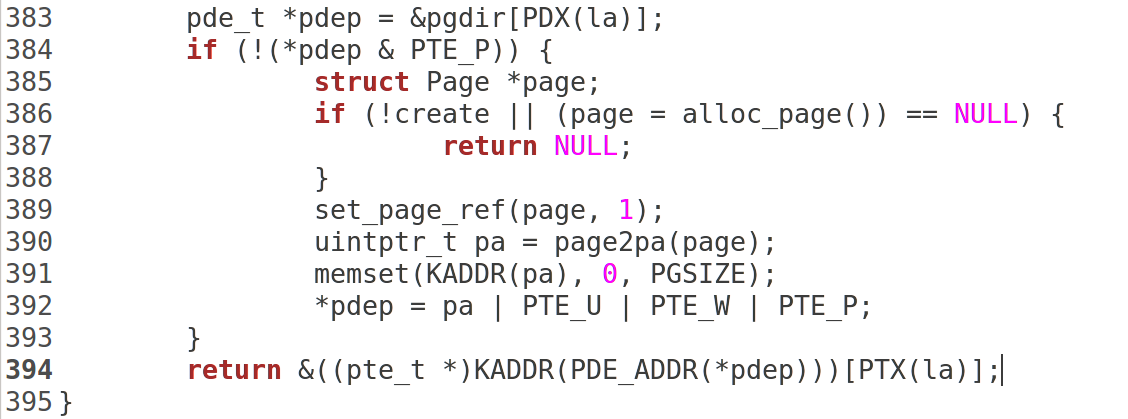 383        pde_t *pdep = &pgdir[PDX(la)];
384        if (!(*pdep & PTE_P)) {
385                struct Page *page;
386                if (!create || (page = alloc_page()) == NULL) {
387                        return NULL;
388                }
389                set_page_ref(page, 1);
390                uintptr_t pa = page2pa(page);
391                memset(KADDR(pa), 0, PGSIZE);
392                *pdep = pa | PTE_U | PTE_W | PTE_P;
393        }
394        return &((pte_t *)KADDR(PDE_ADDR(*pdep)))[PTX(la)];
395}